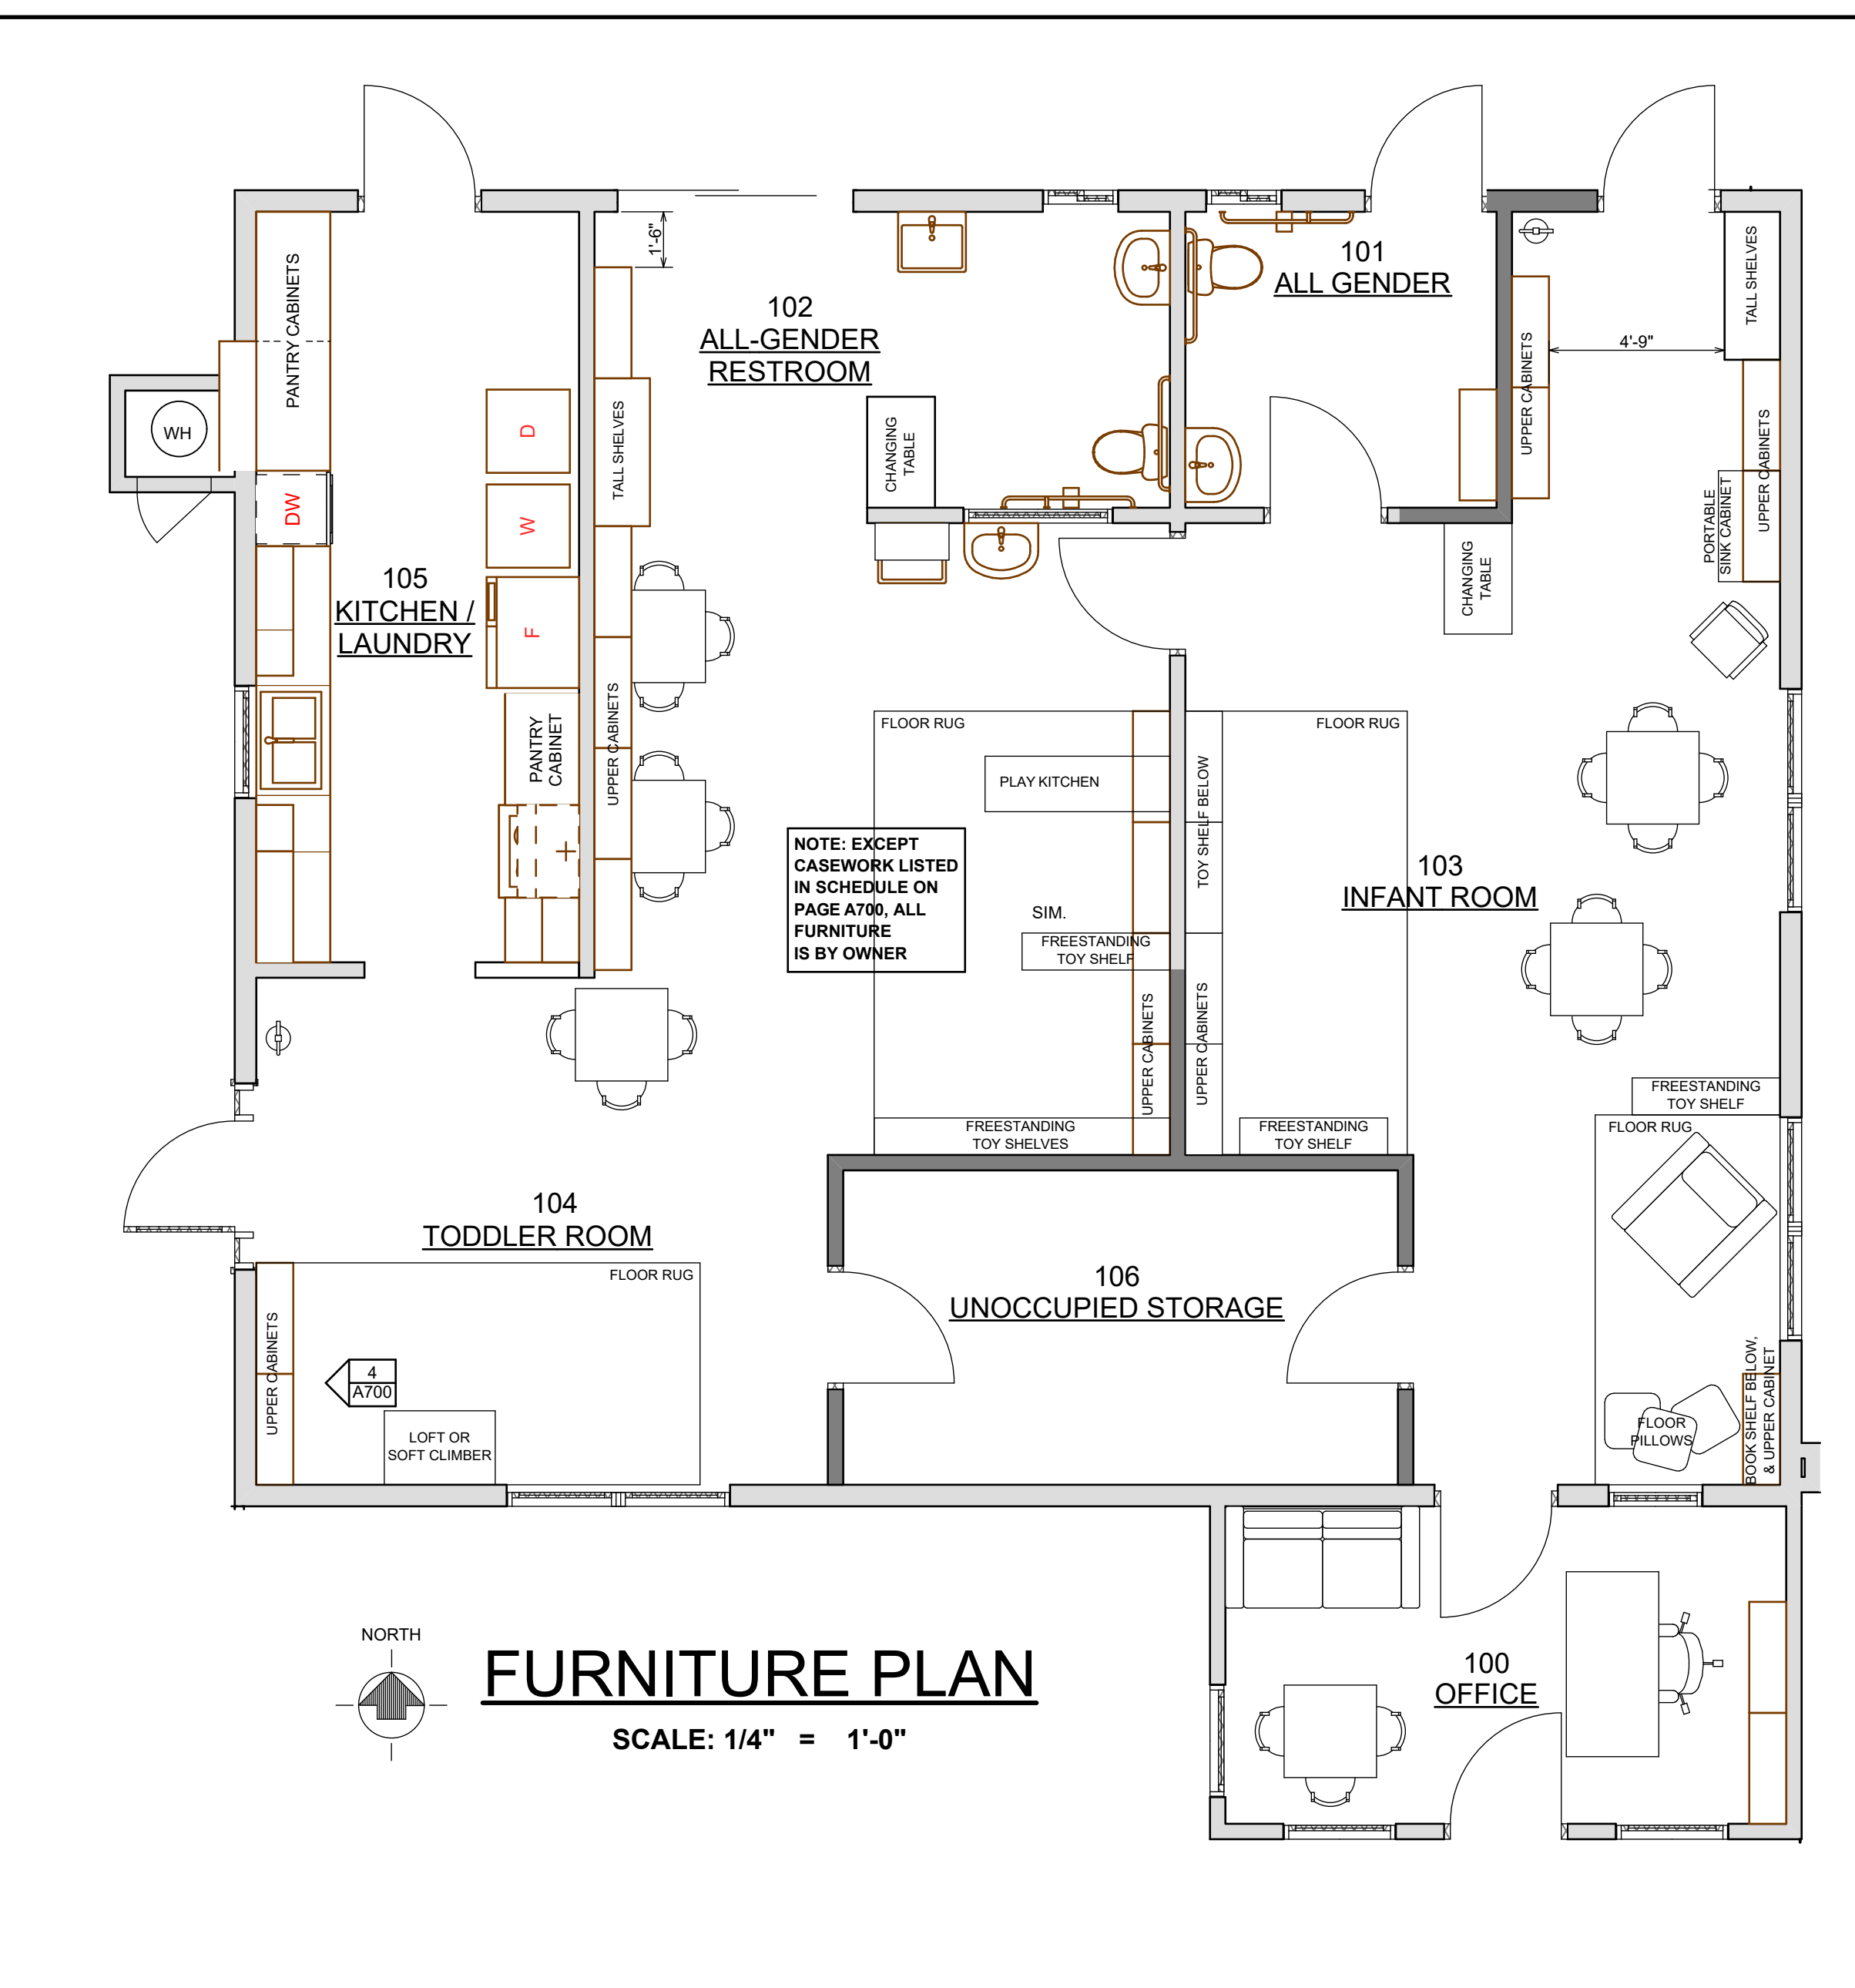 1'-6"
101
ALL GENDER
TALL SHELVES
102
ALL-GENDER
RESTROOM
PANTRY CABINETS
UPPER CABINETS
4'-9"
WH
D
TALL SHELVES
CHANGING
TABLE
UPPER CABINETS
DW
W
PORTABLE
SINK CABINET
105
KITCHEN /
LAUNDRY
F
CHANGING
TABLE
PANTRY
CABINET
UPPER CABINETS
FLOOR RUG
FLOOR RUG
PLAY KITCHEN
TOY SHELF BELOW
NOTE: EXCEPT
CASEWORK LISTED
IN SCHEDULE ON
PAGE A700, ALL
FURNITURE
IS BY OWNER
103
INFANT ROOM
SIM.
FREESTANDING
TOY SHELF
UPPER CABINETS
UPPER CABINETS
FREESTANDING
TOY SHELF
FREESTANDING
TOY SHELVES
FREESTANDING
TOY SHELF
FLOOR RUG
104
TODDLER ROOM
FLOOR RUG
106
UNOCCUPIED STORAGE
UPPER CABINETS
4
A700
LOFT OR
SOFT CLIMBER
FLOOR
PILLOWS
BOOK SHELF BELOW,
& UPPER CABINET
NORTH
FURNITURE PLAN
SCALE: 1/4" = 1'-0"
100
OFFICE